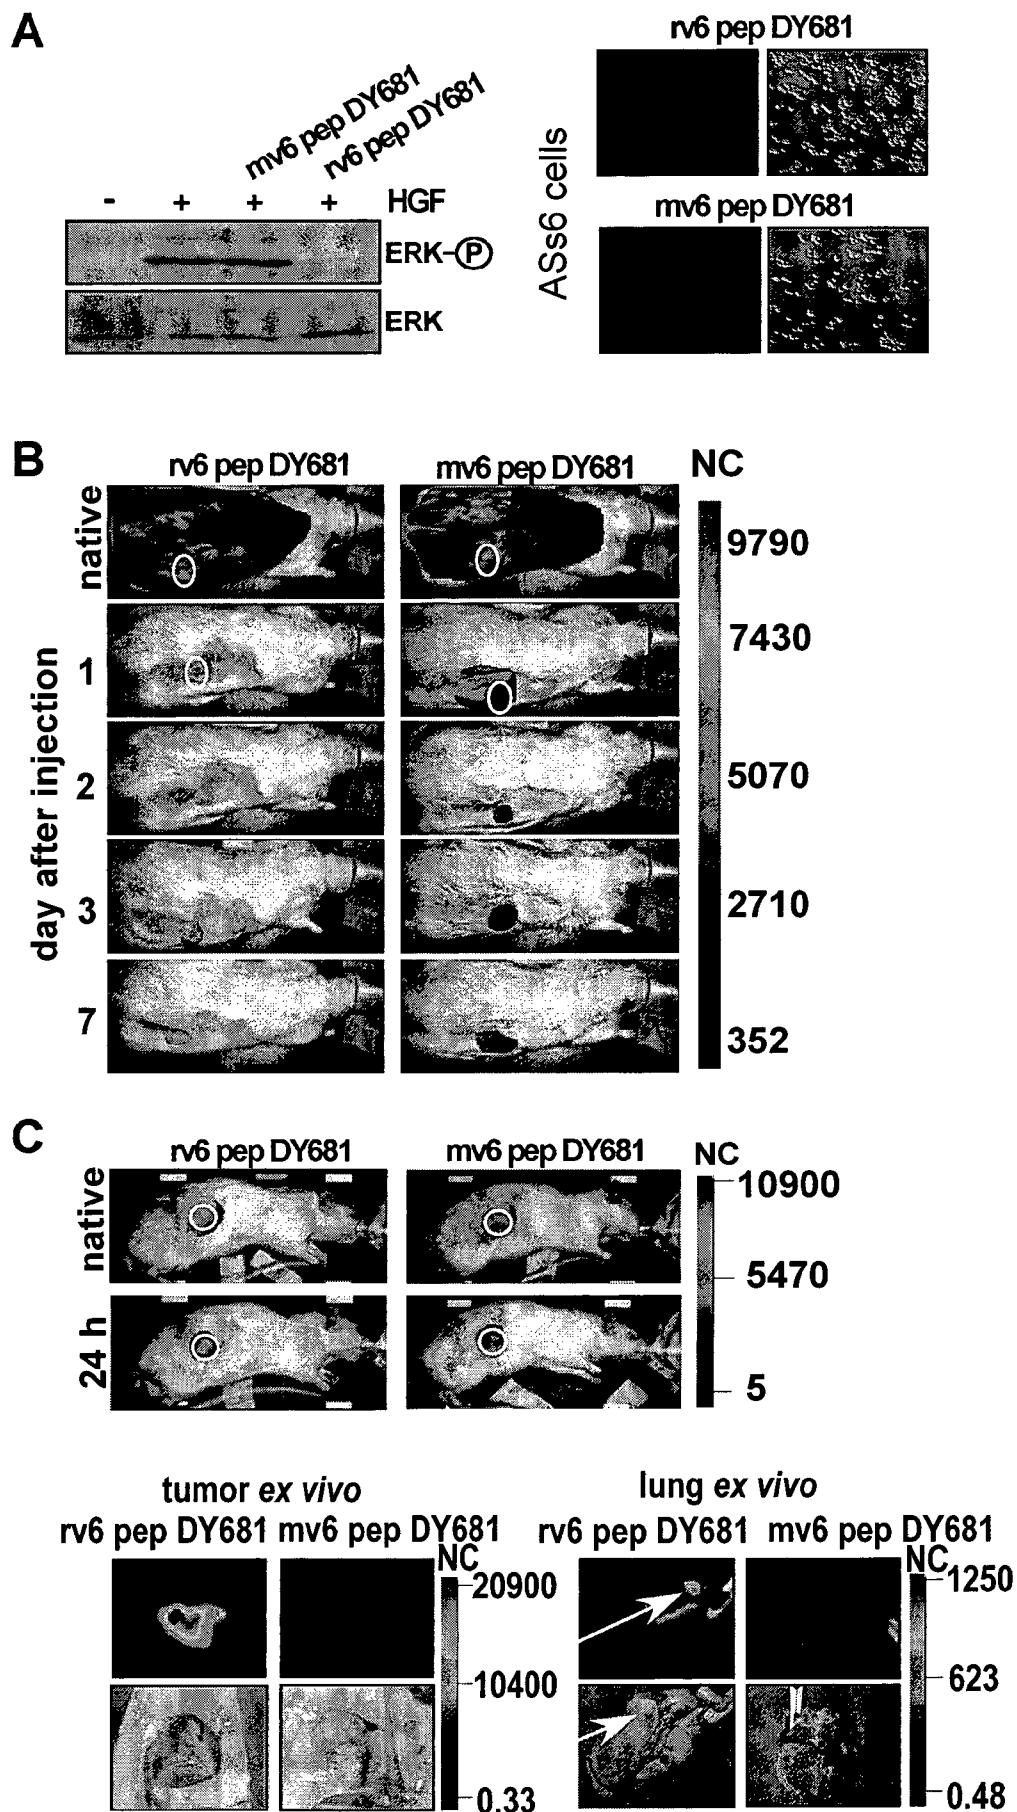 A
mv6 pep DY681
rv6 pep DY681
- + + + HGF
ERK-P
ERK
ASs6 cells
rv6 pep DY681
mv6 pep DY681
B
rv6 pep DY681 mv6 pep DY681 NC
day after injection
native
1
2
3
7
9790
7430
5070
2710
352
C
rv6 pep DY681 mv6 pep DY681 NC
native
24 h
10900
5470
5
tumor ex vivo
rv6 pep DY681 mv6 pep DY681
NC
20900
10400
0.33
lung ex vivo
rv6 pep DY681 mv6 pep DY681
NC
1250
623
0.48